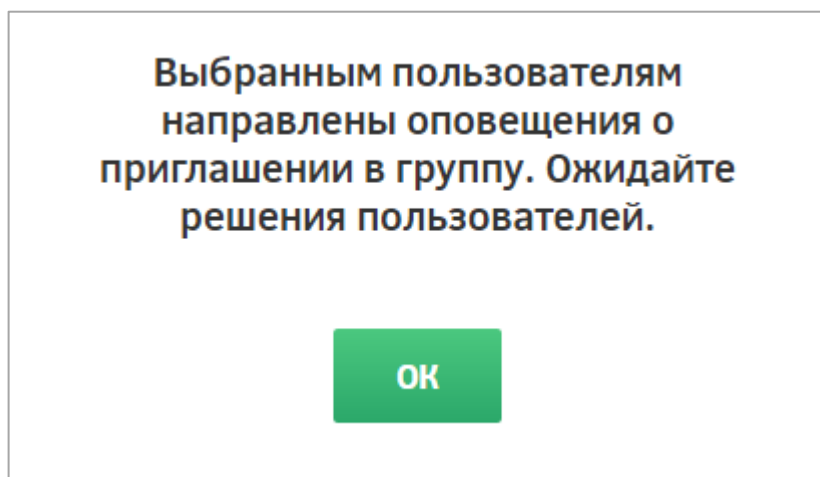 Выбранным пользователям
направлены оповещения о
приглашении в группу. Ожидайте
решения пользователей.
ОК